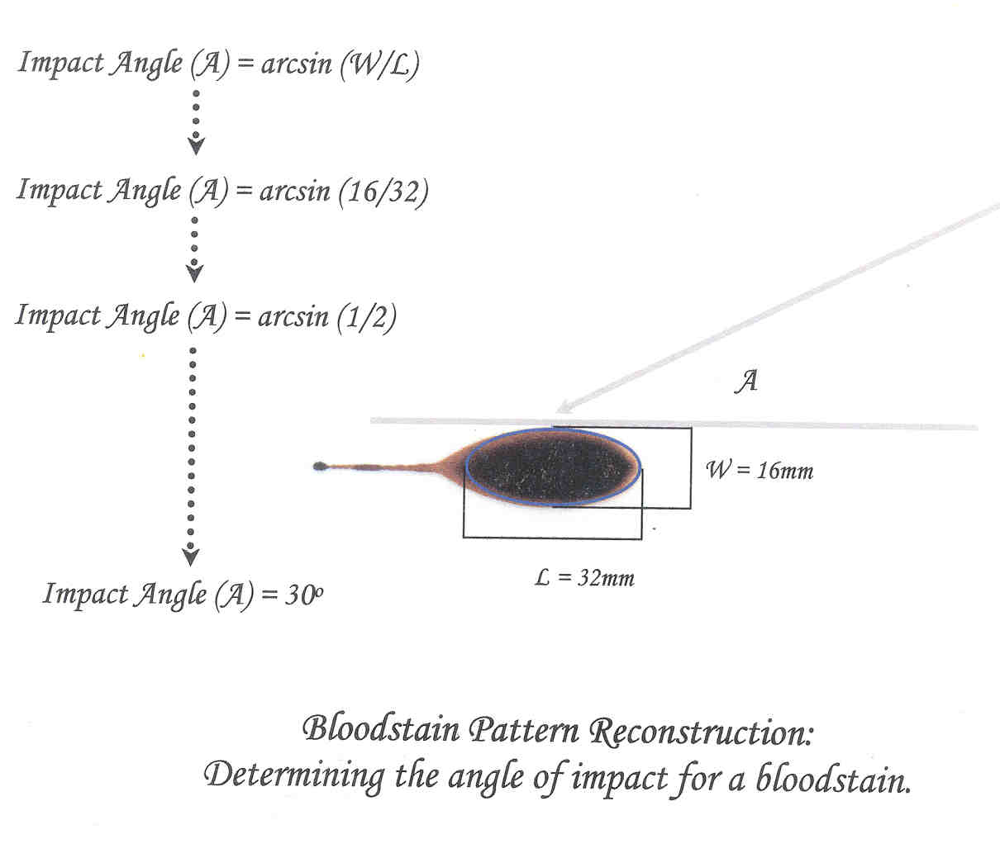 Impact Angle (A) = arcsin (W/L)
Impact Angle (A) = arcsin (16/32)
Impact Angle (A) = arcsin (1/2)
A
W = 16mm
L = 32mm
Impact Angle (A) = 30º
Bloodstain Pattern Reconstruction:
Determining the angle of impact for a bloodstain.